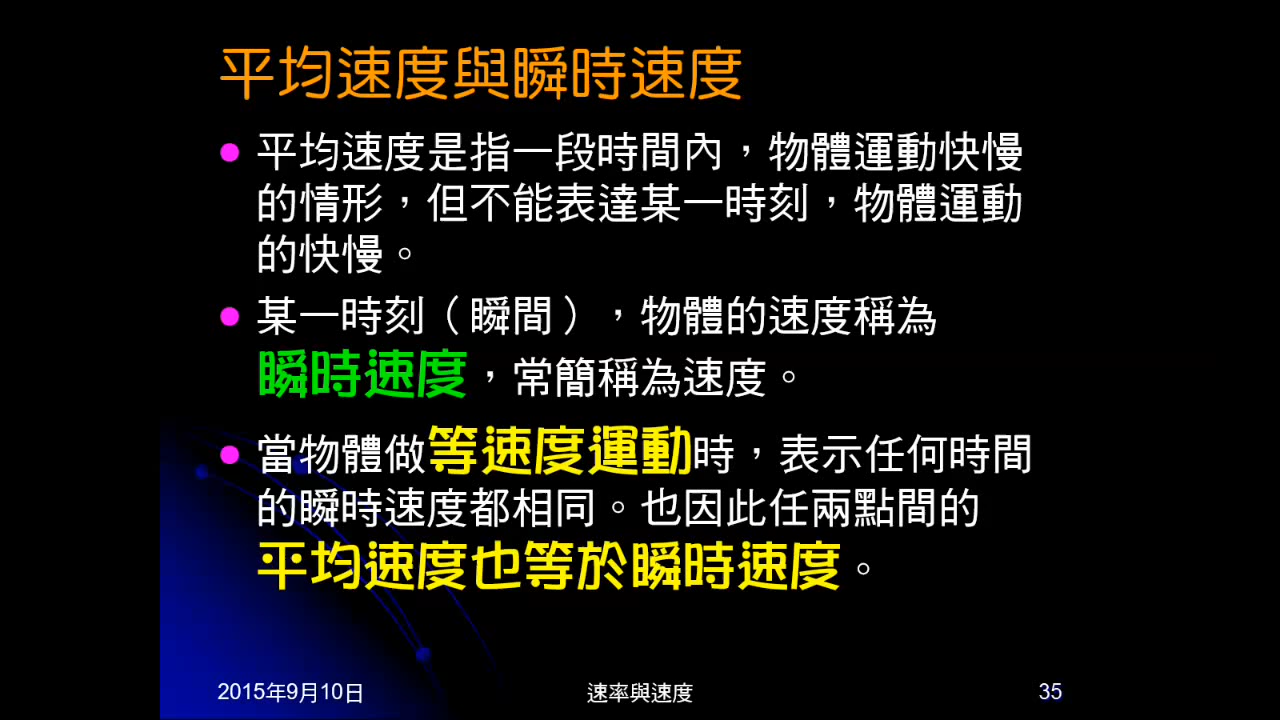 平均速度與瞬時速度
平均速度是指一段時間內，物體運動快慢
的情形，但不能表達某一時刻，物體運動
的快慢。
某一時刻（瞬間），物體的速度稱為
瞬時速度，常簡稱為速度。
當物體做等速度運動時，表示任何時間
的瞬時速度都相同。也因此任兩點間的
平均速度也等於瞬時速度。
2015年9月10日 速率與速度 35